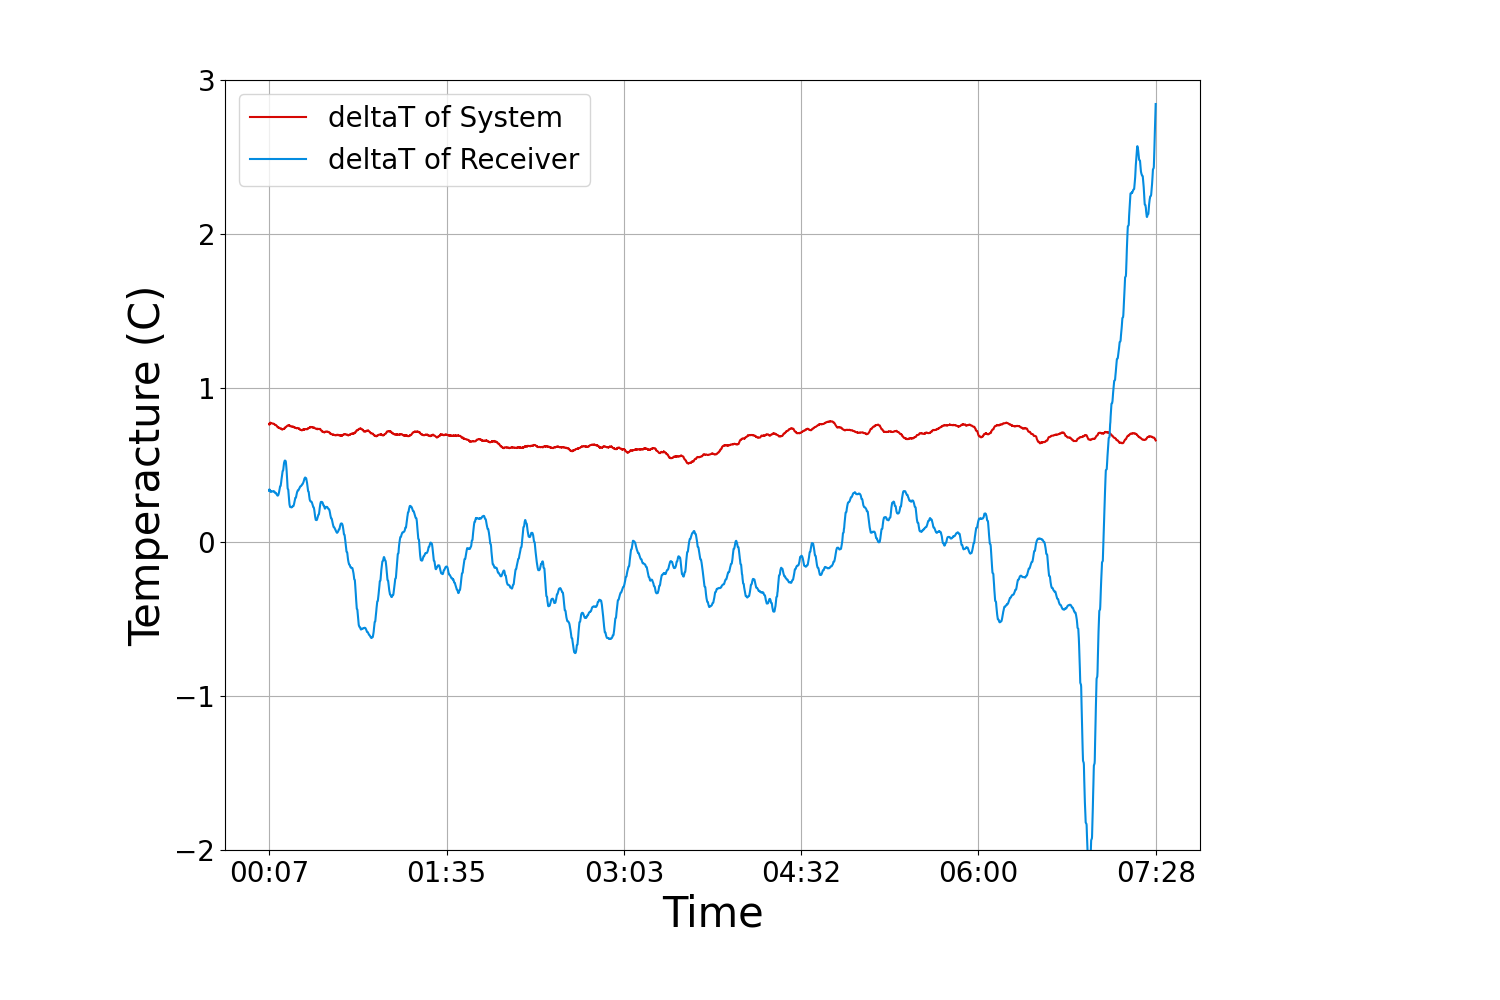 3
deltaT of System
deltaT of Receiver
2
1
0
−1
−2
Temperacture (C)
00:07 01:35 03:03 04:32 06:00 07:28
Time